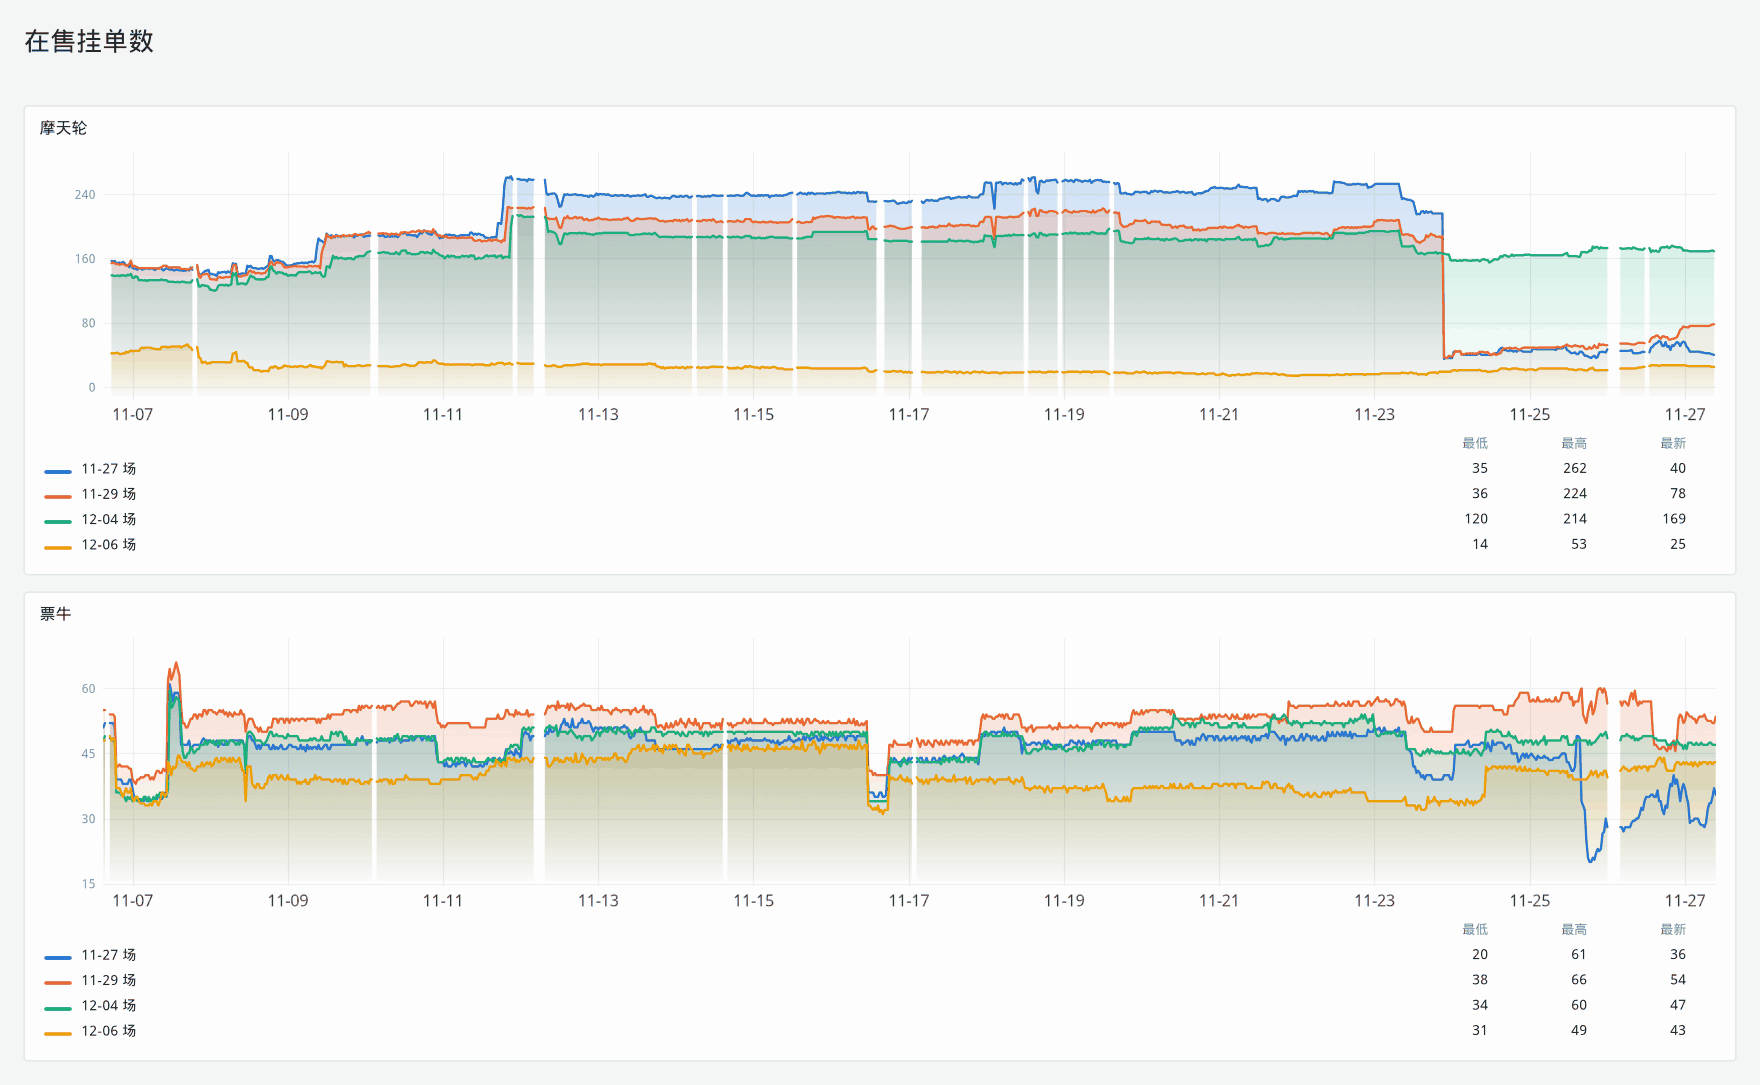 在售挂单数
摩天轮
240
160
80
0
11-07 11-09 11-11 11-13 11-15 11-17 11-19 11-21 11-23 11-25 11-27
最低 最高 最新
11-27 场 35 262 40
11-29 场 36 224 78
12-04 场 120 214 169
12-06 场 14 53 25
票牛
60
45
30
15
11-07 11-09 11-11 11-13 11-15 11-17 11-19 11-21 11-23 11-25 11-27
最低 最高 最新
11-27 场 20 61 36
11-29 场 38 66 54
12-04 场 34 60 47
12-06 场 31 49 43